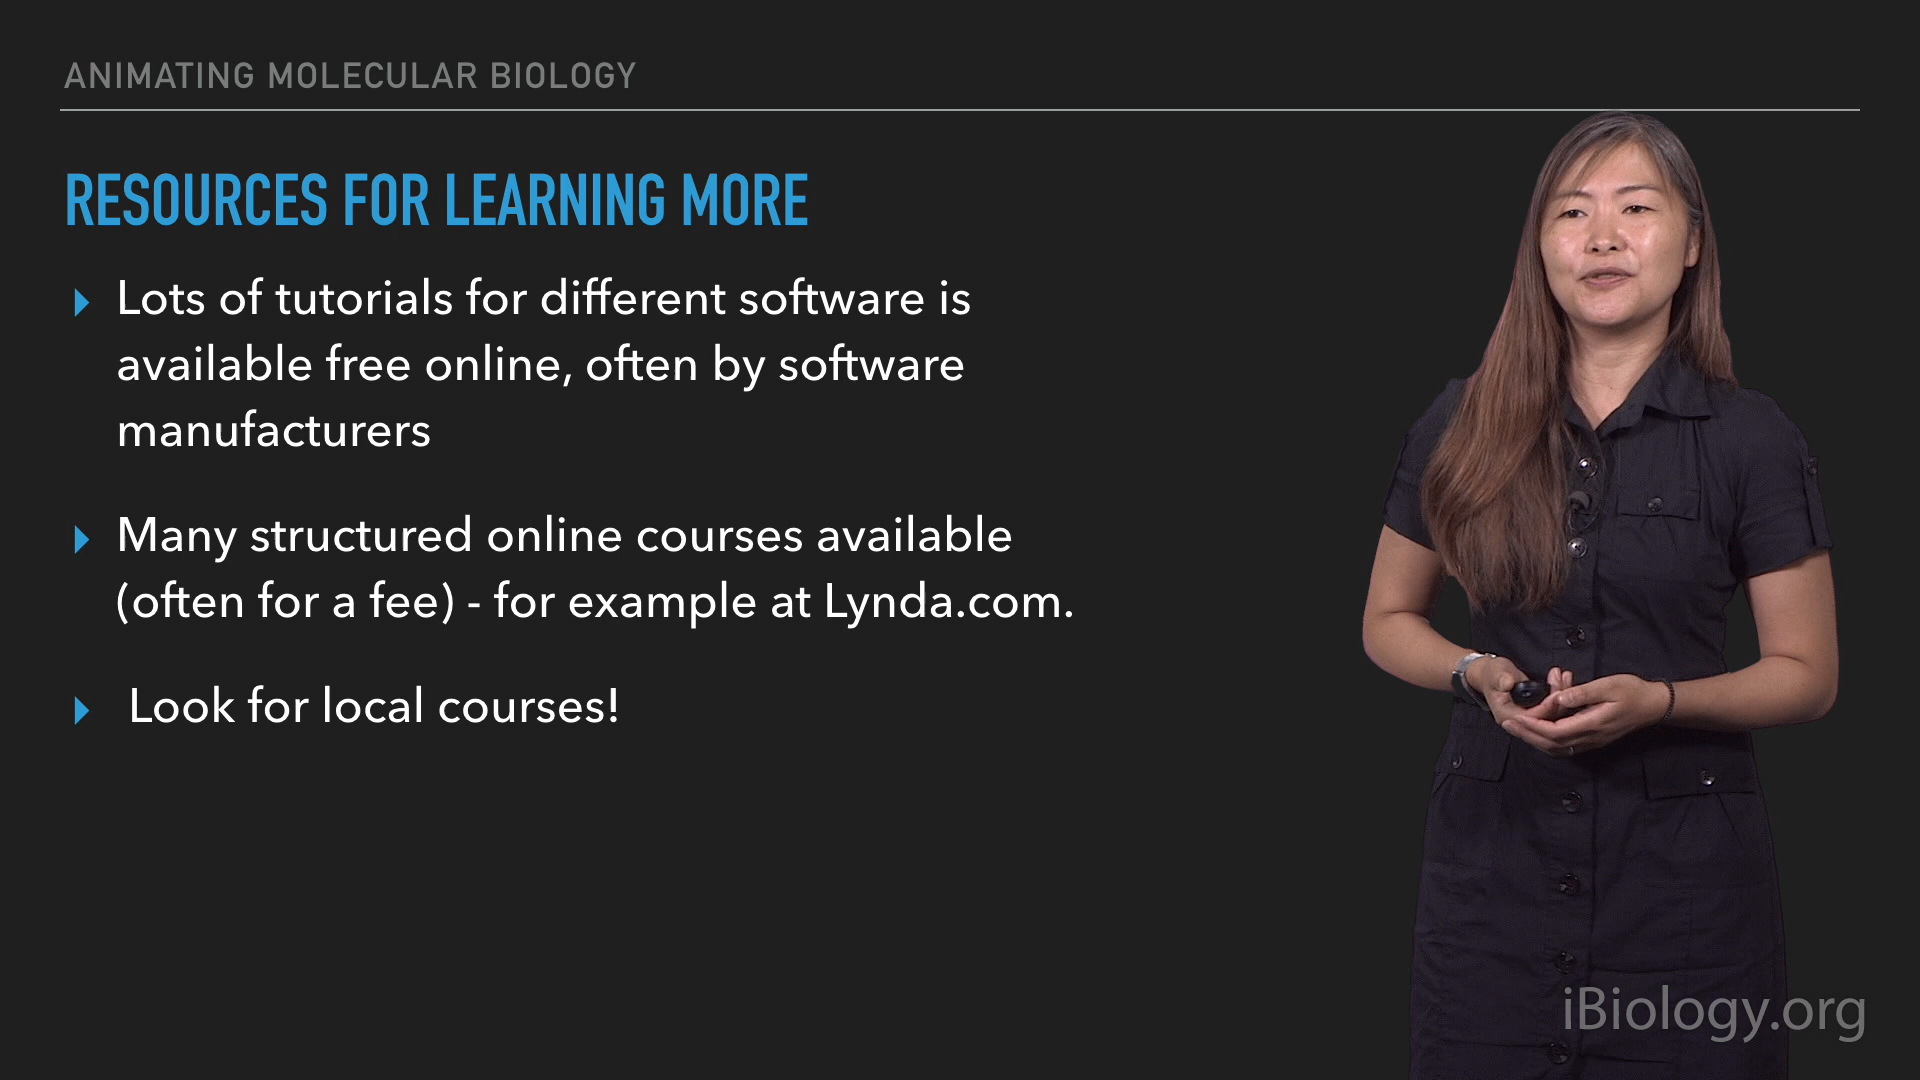 ANIMATING MOLECULAR BIOLOGY
RESOURCES FOR LEARNING MORE
Lots of tutorials for different software is
available free online, often by software
manufacturers
Many structured online courses available
(often for a fee) - for example at Lynda.com.
Look for local courses!
iBiology.org